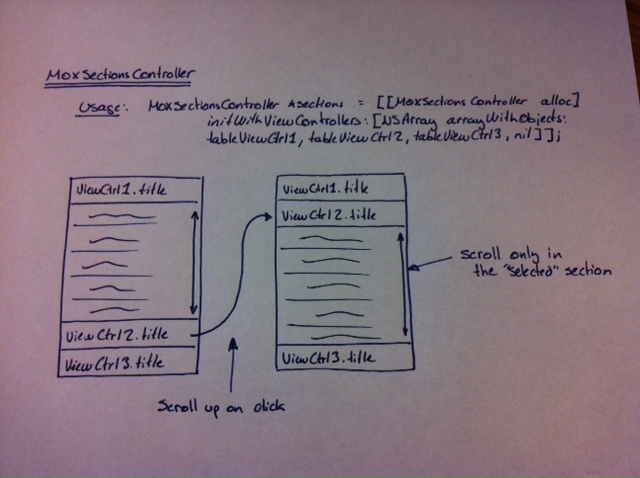 MoxSectionsController
Usage: MoxSectionsController *sections = [[MoxSectionsController alloc]
initWithViewControllers: [NSArray arrayWithObjects:
tableViewCtrl1, tableViewCtrl2, tableViewCtrl3, nil]];
ViewCtrl1.title
ViewCtrl2.title
ViewCtrl3.title
ViewCtrl1.title
ViewCtrl2.title
ViewCtrl3.title
scroll only in
the "selected" section
Scroll up on click